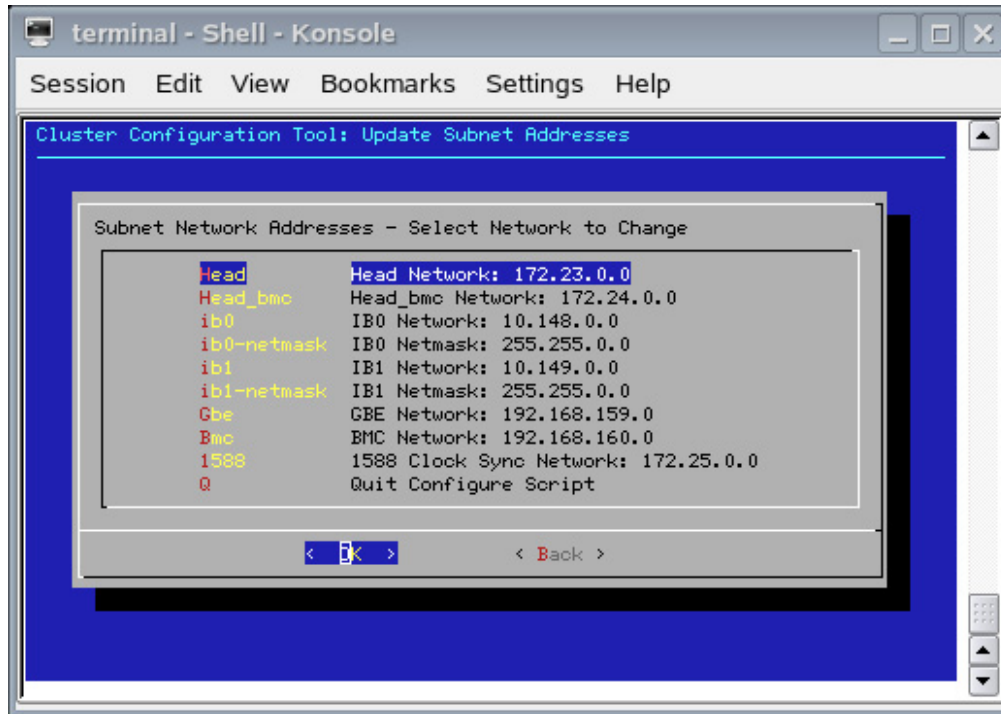 terminal - Shell - Konsole
Session Edit View Bookmarks Settings Help
Cluster Configuration Tool: Update Subnet Addresses
Subnet Network Addresses - Select Network to Change
Head Head Network: 172.23.0.0
Head_bmc Head_bmc Network: 172.24.0.0
ib0 IB0 Network: 10.148.0.0
ib0-netmask IB0 Netmask: 255.255.0.0
ib1 IB1 Network: 10.149.0.0
ib1-netmask IB1 Netmask: 255.255.0.0
Gbe GBE Network: 192.168.159.0
Bmc BMC Network: 192.168.160.0
1588 1588 Clock Sync Network: 172.25.0.0
Q Quit Configure Script
< OK > < Back >